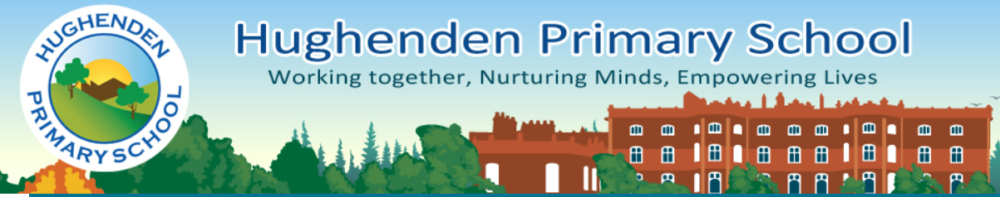 HUGHENDEN
PRIMARY SCHOOL
Hughenden Primary School
Working together, Nurturing Minds, Empowering Lives